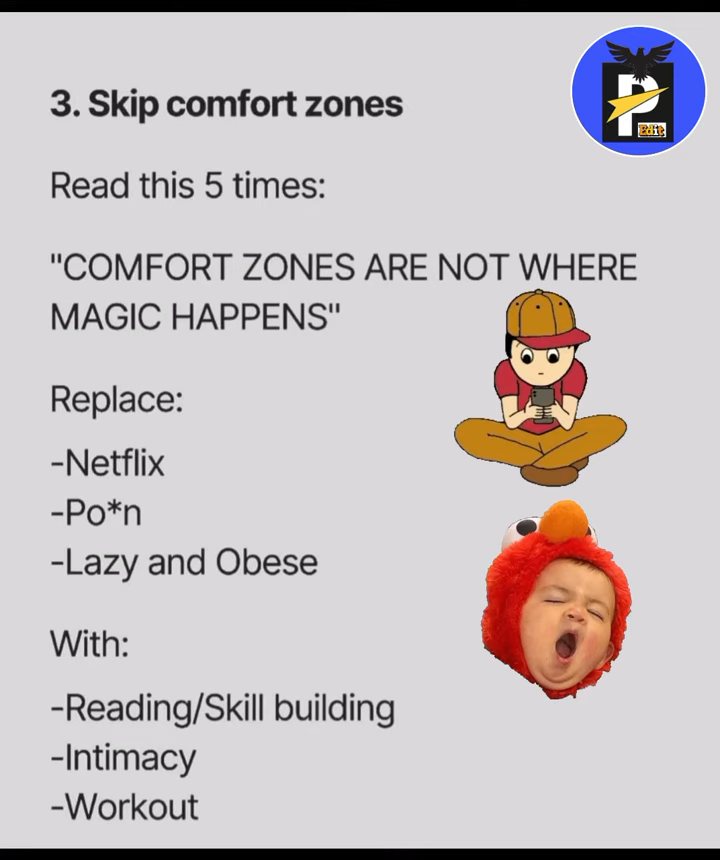 P
Edit
3. Skip comfort zones
Read this 5 times:
"COMFORT ZONES ARE NOT WHERE
MAGIC HAPPENS"
Replace:
-Netflix
-Po*n
-Lazy and Obese
With:
-Reading/Skill building
-Intimacy
-Workout